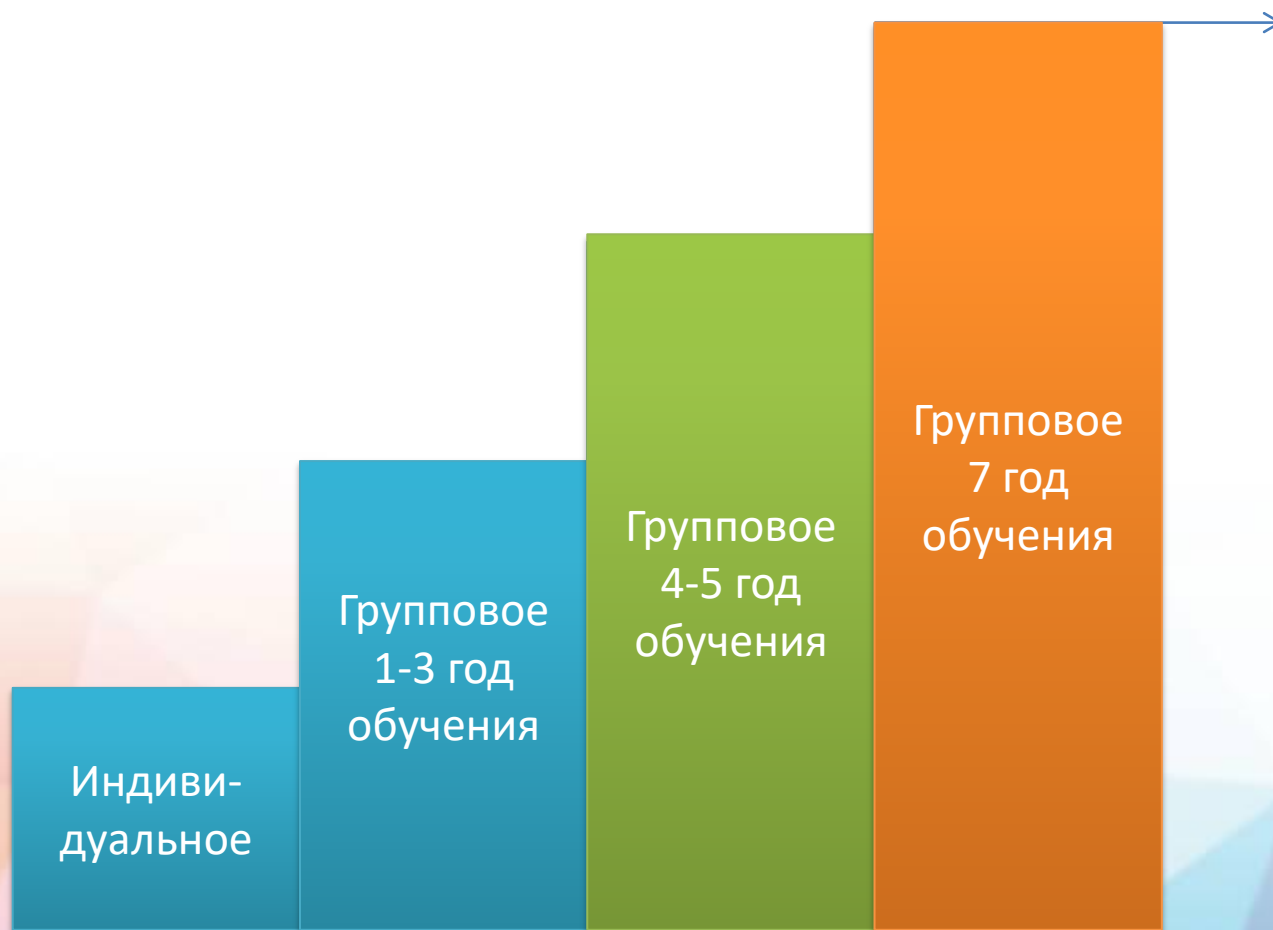 Индиви-
дуальное
Групповое
1-3 год
обучения
Групповое
4-5 год
обучения
Групповое
7 год
обучения